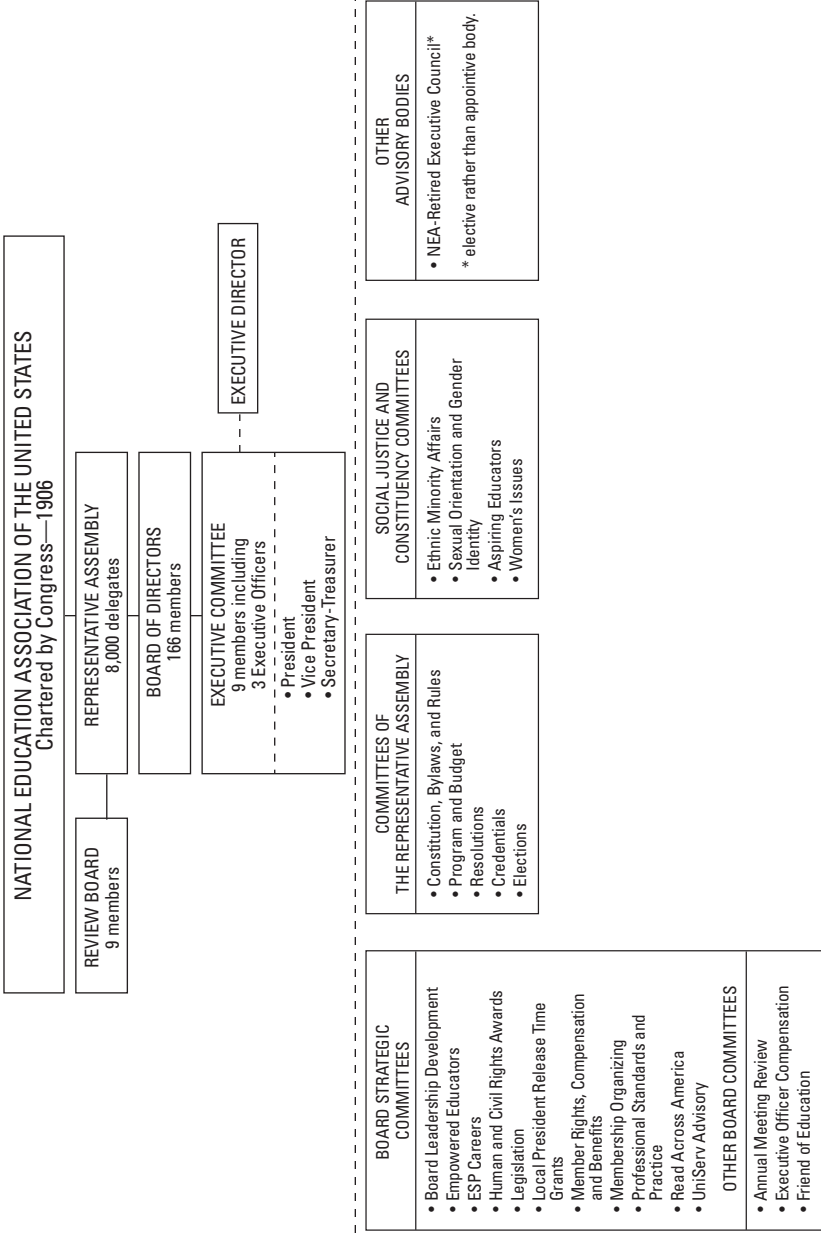 NATIONAL EDUCATION ASSOCIATION OF THE UNITED STATES
Chartered by Congress—1906
REVIEW BOARD
9 members
REPRESENTATIVE ASSEMBLY
8,000 delegates
BOARD OF DIRECTORS
166 members
EXECUTIVE COMMITTEE
9 members including
3 Executive Officers
• President
• Vice President
• Secretary-Treasurer
EXECUTIVE DIRECTOR
BOARD STRATEGIC
COMMITTEES
• Board Leadership Development
• Empowered Educators
• ESP Careers
• Human and Civil Rights Awards
• Legislation
• Local President Release Time
Grants
• Member Rights, Compensation
and Benefits
• Membership Organizing
• Professional Standards and
Practice
• Read Across America
• UniServ Advisory
OTHER BOARD COMMITTEES
• Annual Meeting Review
• Executive Officer Compensation
• Friend of Education
COMMITTEES OF
THE REPRESENTATIVE ASSEMBLY
• Constitution, Bylaws, and Rules
• Program and Budget
• Resolutions
• Credentials
• Elections
SOCIAL JUSTICE AND
CONSTITUENCY COMMITTEES
• Ethnic Minority Affairs
• Sexual Orientation and Gender
Identity
• Aspiring Educators
• Women's Issues
OTHER
ADVISORY BODIES
• NEA-Retired Executive Council*
* elective rather than appointive body.